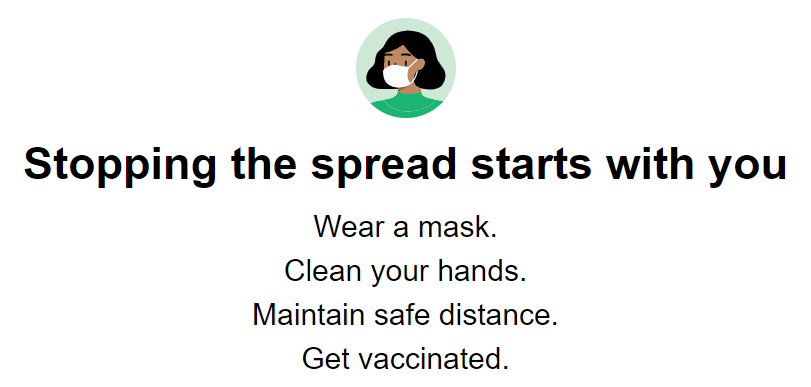 Stopping the spread starts with you
Wear a mask.
Clean your hands.
Maintain safe distance.
Get vaccinated.